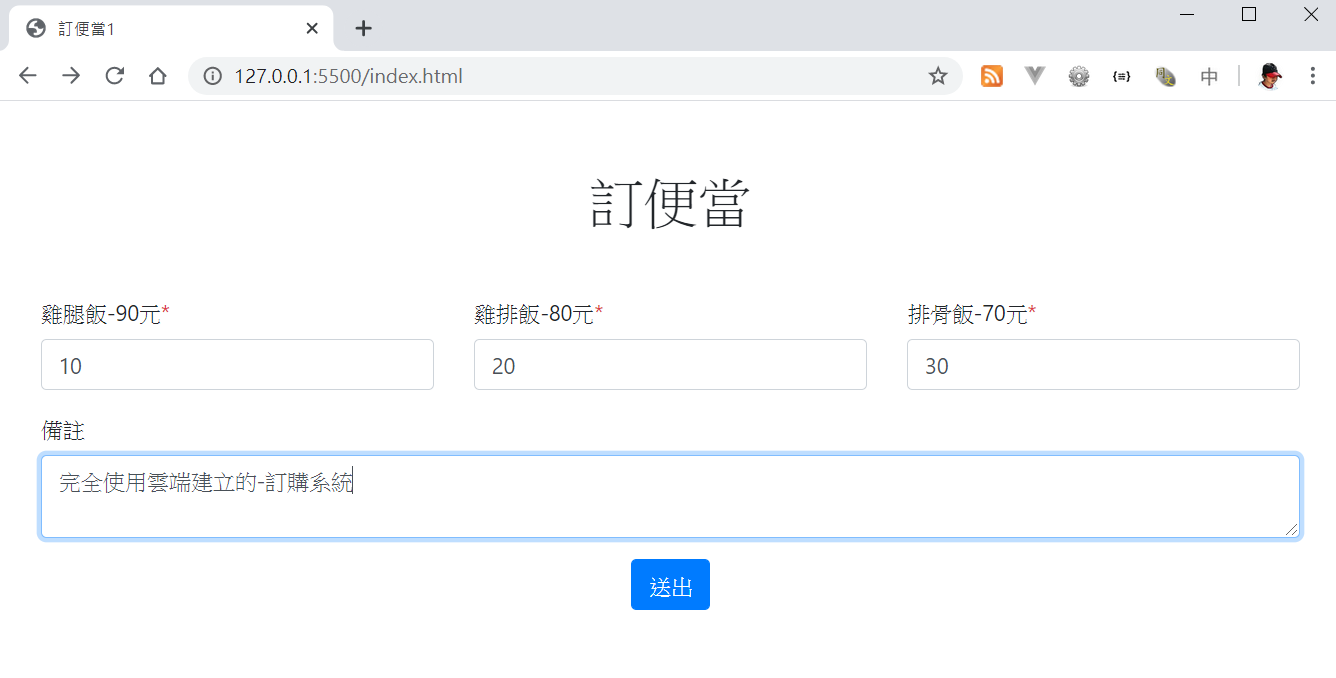 訂便當1
127.0.0.1:5500/index.html
中
訂便當
雞腿飯-90元*
雞排飯-80元*
排骨飯-70元*
10
20
30
備註
完全使用雲端建立的-訂購系統
送出